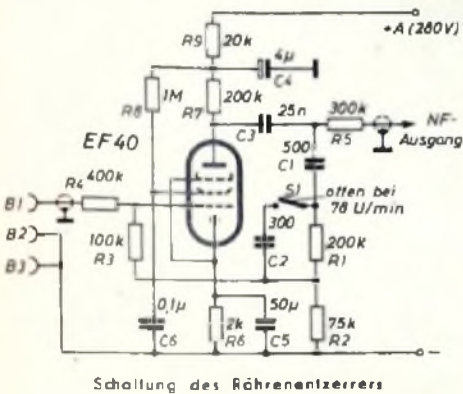 +A (280V)
R9 20k
4µ
C4
R8 1M
R7 200k
25n
C3
300k
R5
NF-
Ausgang
EF40
500
C1
S1 offen bei
78 U/min
B1
R4 400k
300
C2
200k
R1
B2
100k
R3
B3
0,1µ
C6
2k
R6
50µ
C5
75k
R2
−
Schaltung des Röhrenentzerrers